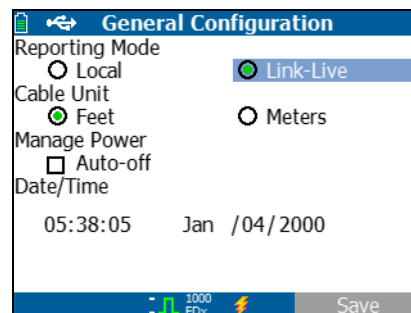 General Configuration
Reporting Mode
Local Link-Live
Cable Unit
Feet Meters
Manage Power
Auto-off
Date/Time
05:38:05 Jan /04/2000
1000
FDx
Save